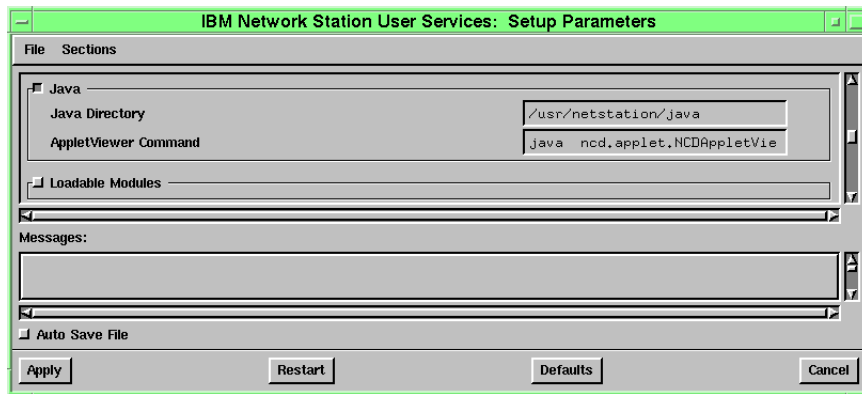 IBM Network Station User Services: Setup Parameters
File Sections
Java
Java Directory /usr/netstation/java
AppletViewer Command java ncd.applet.NCDAppletVie
Loadable Modules
Messages:
Auto Save File
Apply Restart Defaults Cancel